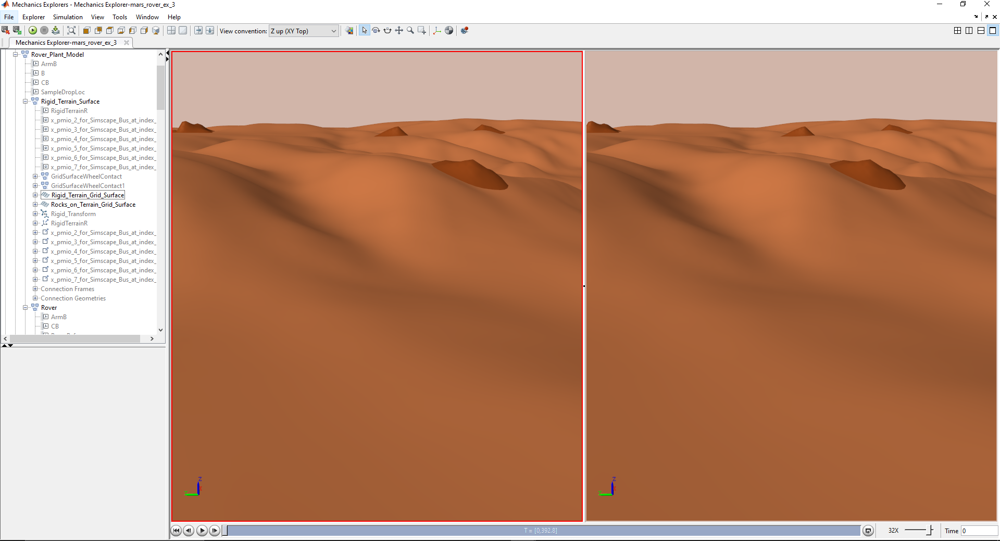 Mechanics Explorers - Mechanics Explorer-mars_rover_ex_3
File Explorer Simulation View Tools Window Help
View convention: Z up (XY Top)
Mechanics Explorer-mars_rover_ex_3
Rover_Plant_Model
ArmB
B
CB
SampleDropLoc
Rigid_Terrain_Surface
RigidTerrainR
x_pmio_2_for_Simscape_Bus_at_index_
x_pmio_3_for_Simscape_Bus_at_index_
x_pmio_4_for_Simscape_Bus_at_index_
x_pmio_5_for_Simscape_Bus_at_index_
x_pmio_6_for_Simscape_Bus_at_index_
x_pmio_7_for_Simscape_Bus_at_index_
GridSurfaceWheelContact
GridSurfaceWheelContact1
Rigid_Terrain_Grid_Surface
Rocks_on_Terrain_Grid_Surface
Rigid_Transform
RigidTerrainR
x_pmio_2_for_Simscape_Bus_at_index_
x_pmio_3_for_Simscape_Bus_at_index_
x_pmio_4_for_Simscape_Bus_at_index_
x_pmio_5_for_Simscape_Bus_at_index_
x_pmio_6_for_Simscape_Bus_at_index_
x_pmio_7_for_Simscape_Bus_at_index_
Connection Frames
Connection Geometries
Rover
ArmB
CB
Z
Z
T = [0,392.8]
32X
Time 0